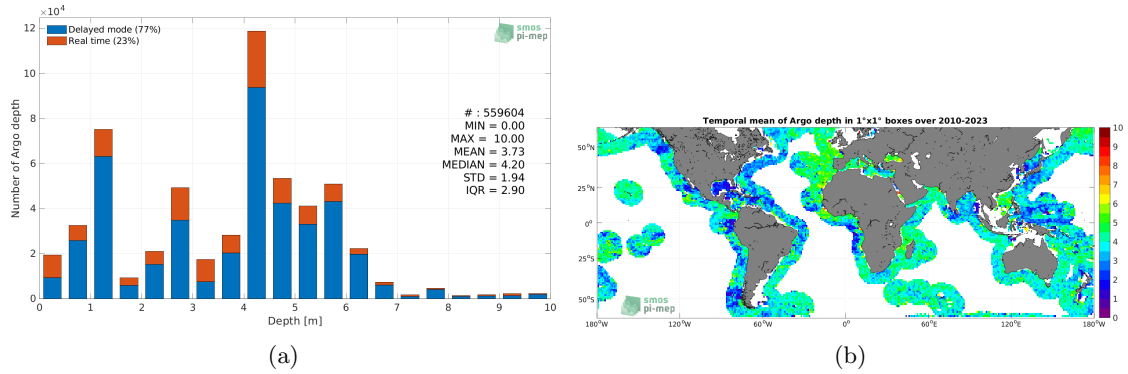 ×10⁴
12
10
8
6
4
2
0
Number of Argo depth
Delayed mode (77%)
Real time (23%)
smos
pi-mep
# : 559604
MIN = 0.00
MAX = 10.00
MEAN = 3.73
MEDIAN = 4.20
STD = 1.94
IQR = 2.90
0 1 2 3 4 5 6 7 8 9 10
Depth [m]
(a)
Temporal mean of Argo depth in 1°x1° boxes over 2010-2023
50°N
25°N
0°
25°S
50°S
smos
pi-mep
180°W 120°W 60°W 0° 60°E 120°E 180°W
10
9
8
7
6
5
4
3
2
1
0
(b)